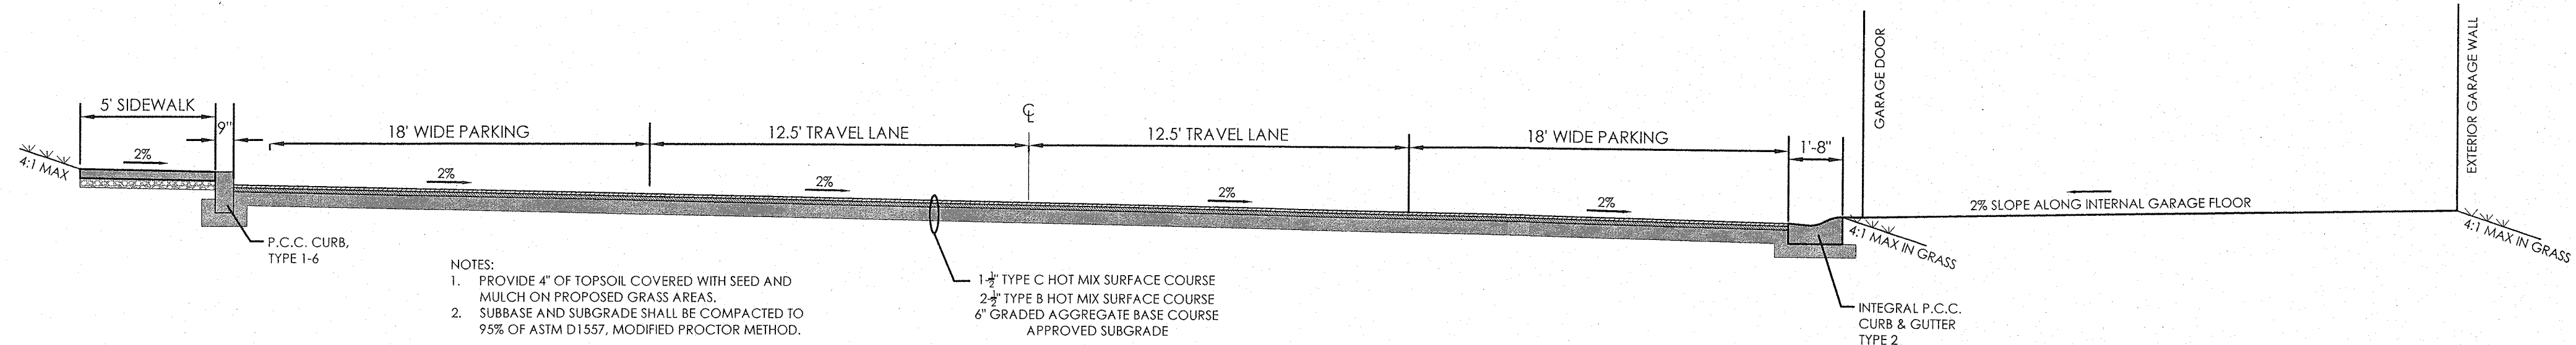 GARAGE DOOR
EXTERIOR GARAGE WALL
5' SIDEWALK
9"
18' WIDE PARKING
12.5' TRAVEL LANE
℄
12.5' TRAVEL LANE
18' WIDE PARKING
1'-8"
4:1 MAX
2%
2%
2%
2%
2%
2% SLOPE ALONG INTERNAL GARAGE FLOOR
4:1 MAX IN GRASS
4:1 MAX IN GRASS
P.C.C. CURB,
TYPE 1-6
NOTES:
1. PROVIDE 4" OF TOPSOIL COVERED WITH SEED AND
MULCH ON PROPOSED GRASS AREAS.
2. SUBBASE AND SUBGRADE SHALL BE COMPACTED TO
95% OF ASTM D1557, MODIFIED PROCTOR METHOD.
1-½" TYPE C HOT MIX SURFACE COURSE
2-½" TYPE B HOT MIX SURFACE COURSE
6" GRADED AGGREGATE BASE COURSE
APPROVED SUBGRADE
INTEGRAL P.C.C.
CURB & GUTTER
TYPE 2